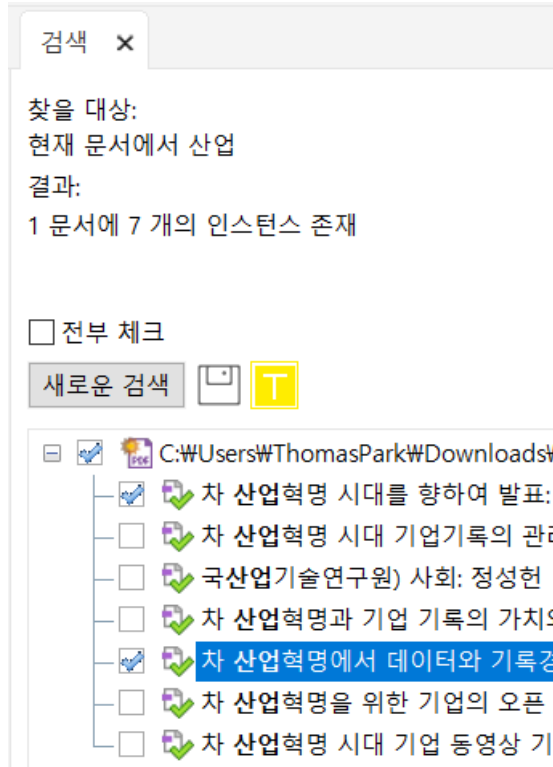 검색
찾을 대상:
현재 문서에서 산업
결과:
1 문서에 7 개의 인스턴스 존재
전부 체크
새로운 검색
T
PDF C:₩Users₩ThomasPark₩Downloads₩
차 산업혁명 시대를 향하여 발표:
차 산업혁명 시대 기업기록의 관
국산업기술연구원) 사회: 정성헌
차 산업혁명과 기업 기록의 가치
차 산업혁명에서 데이터와 기록
차 산업혁명을 위한 기업의 오픈
차 산업혁명 시대 기업 동영상